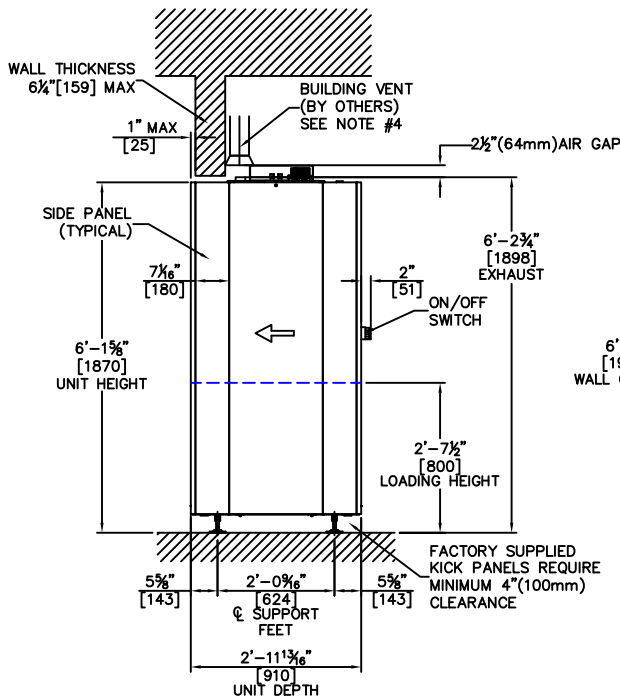 WALL THICKNESS
6¼"[159] MAX
BUILDING VENT
(BY OTHERS)
SEE NOTE #4
1" MAX
[25]
2½"(64mm)AIR GAP
SIDE PANEL
(TYPICAL)
7⅟16"
[180]
6'-2¾"
[1898]
EXHAUST
2"
[51]
ON/OFF
SWITCH
6'-1⅝"
[1870]
UNIT HEIGHT
6'
[19
WALL
2'-7½"
[800]
LOADING HEIGHT
FACTORY SUPPLIED
KICK PANELS REQUIRE
MINIMUM 4"(100mm)
CLEARANCE
5⅝"
[143]
2'-0⁹⁄₁₆"
[624]
℄ SUPPORT
FEET
5⅝"
[143]
2'-11¹³⁄₁₆"
[910]
UNIT DEPTH